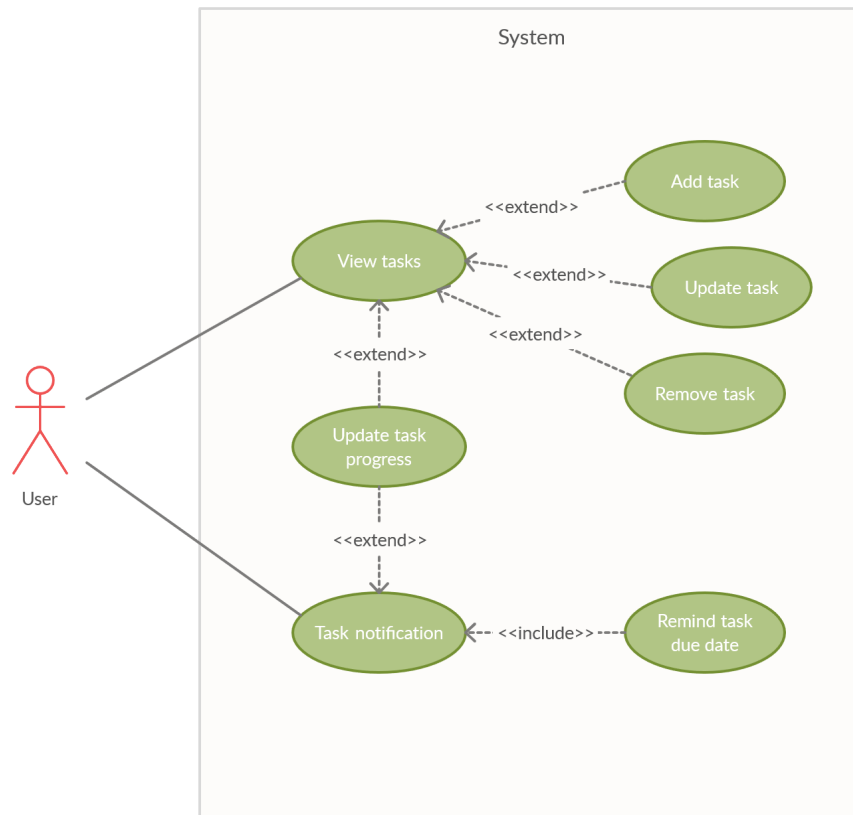 System
Add task
<<extend>>
View tasks
<<extend>>
Update task
<<extend>>
<<extend>>
Remove task
Update task
progress
User
<<extend>>
Task notification
<<include>>
Remind task
due date